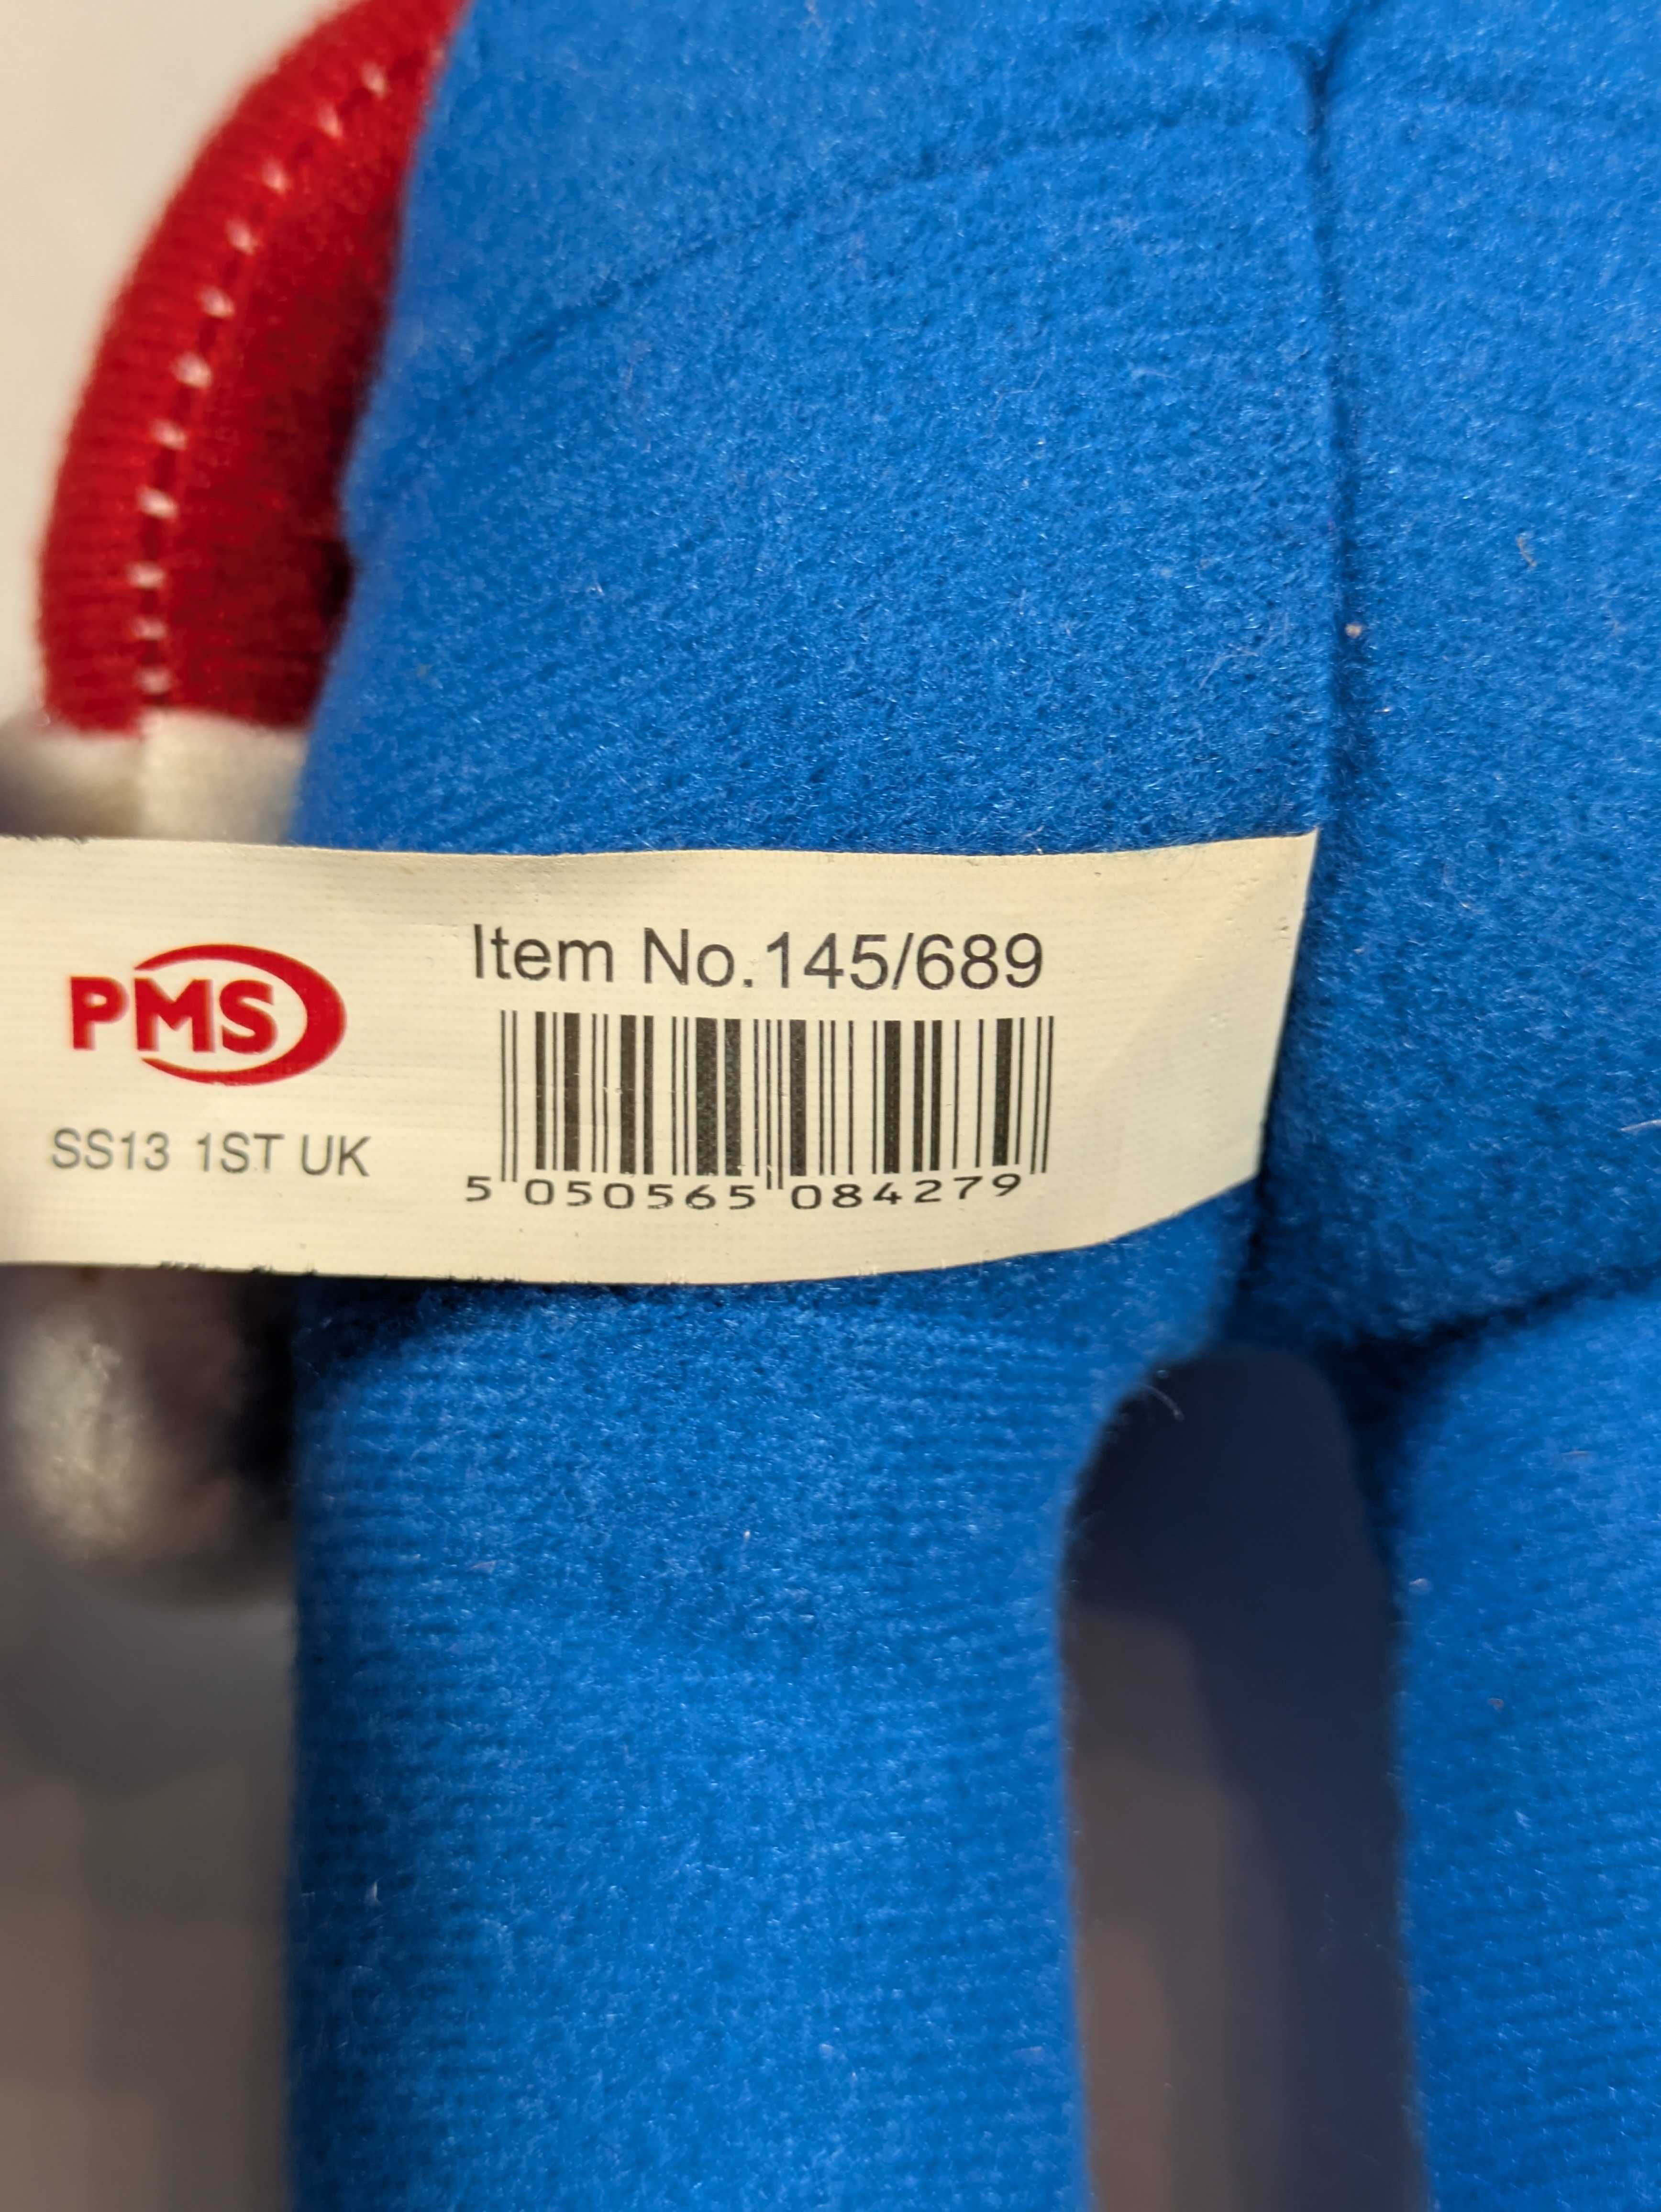 Item No.145/689
PMS
SS13 1ST UK
5 050565 084279